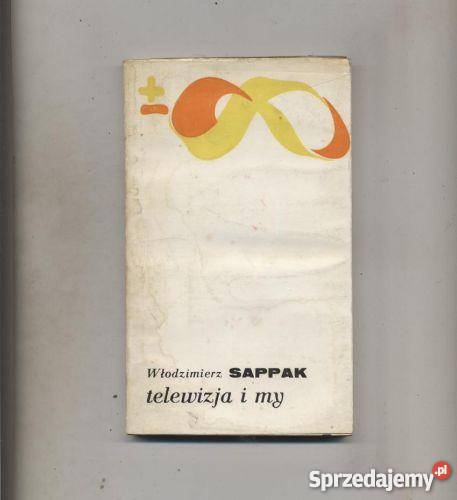 ±
Włodzimierz SAPPAK
telewizja i my
Sprzedajemy.pl